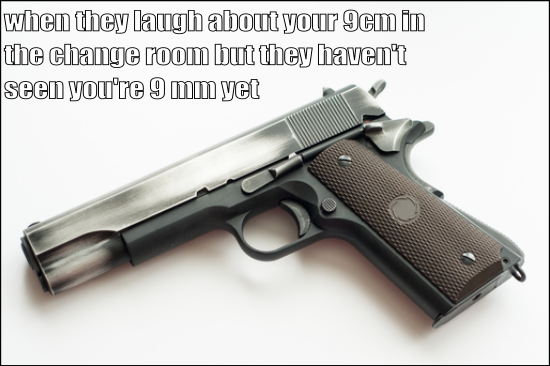 when they laugh about your 9cm in
the change room but they haven't
seen you're 9 mm yet